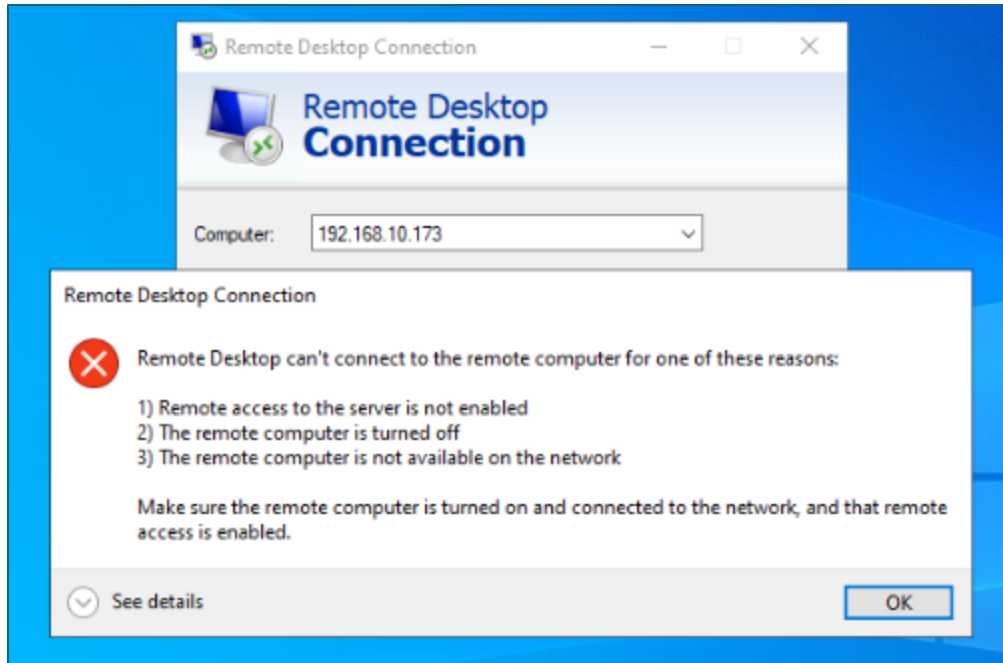 Remote Desktop Connection
Remote Desktop
Connection
Computer: 192.168.10.173
Remote Desktop Connection
Remote Desktop can't connect to the remote computer for one of these reasons:
1) Remote access to the server is not enabled
2) The remote computer is turned off
3) The remote computer is not available on the network
Make sure the remote computer is turned on and connected to the network, and that remote
access is enabled.
See details
OK